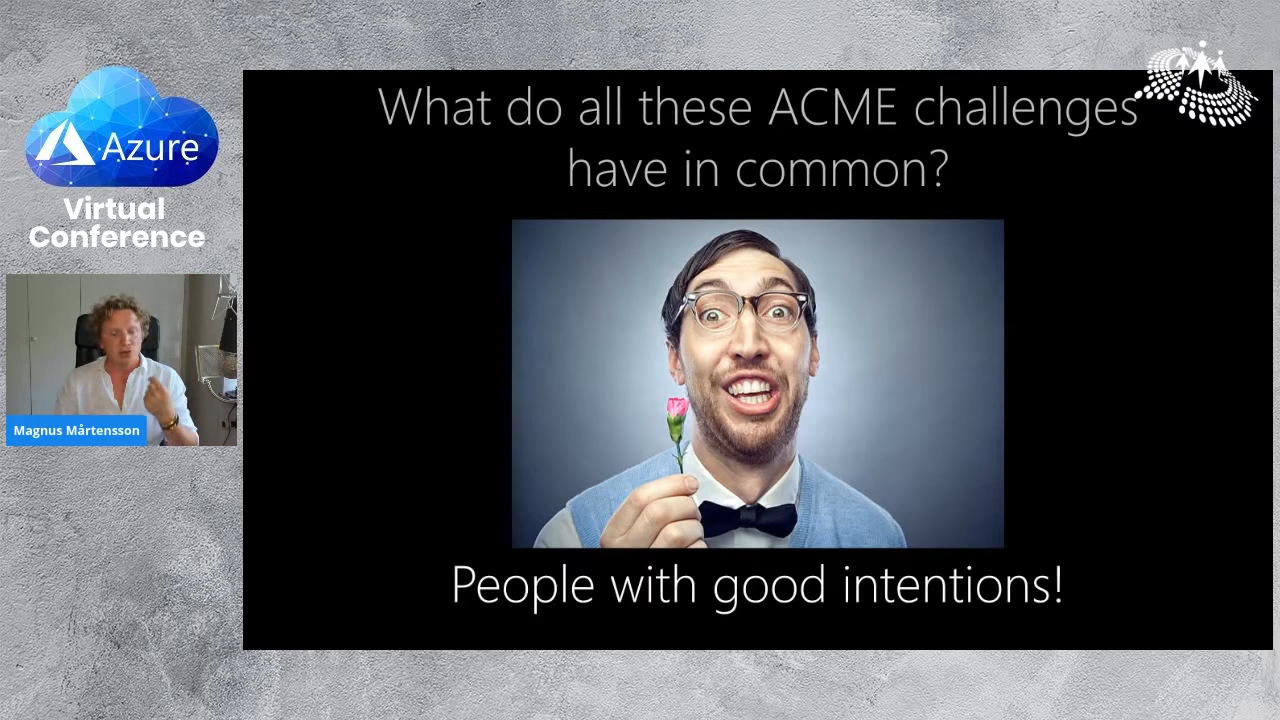 Azure
Virtual
Conference
Magnus Mårtensson
What do all these ACME challenges
have in common?
People with good intentions!